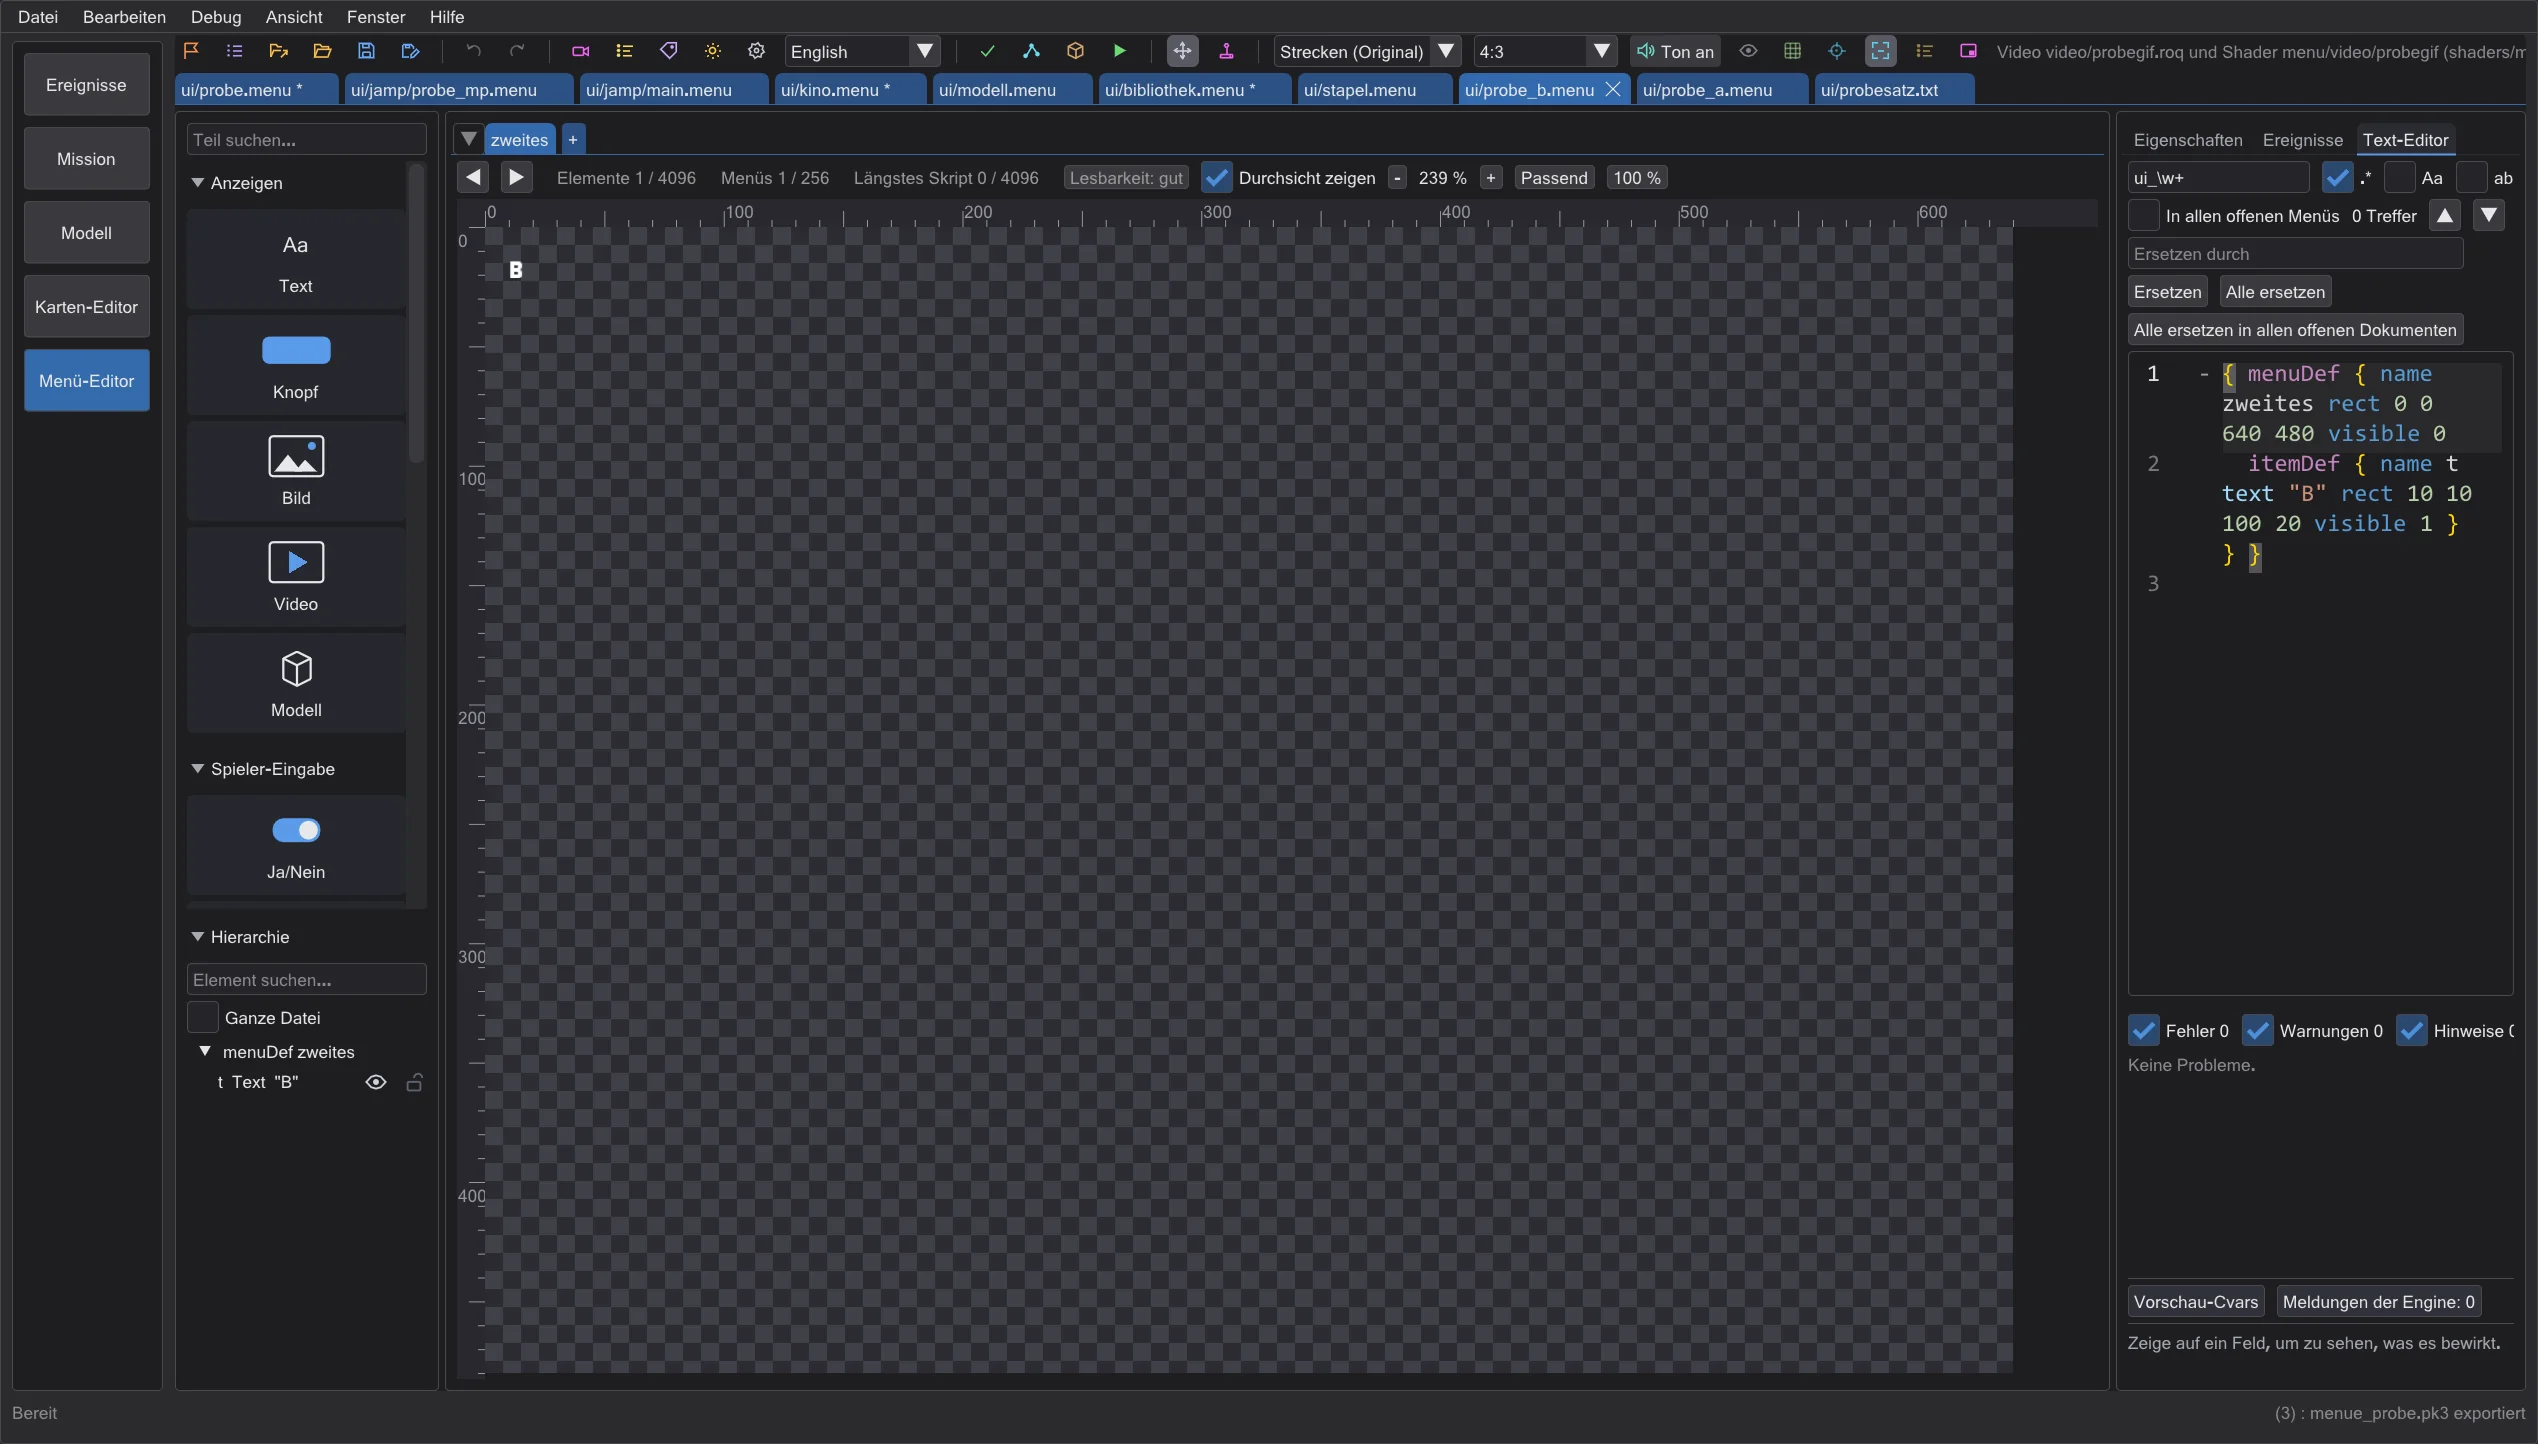 Datei Bearbeiten Debug Ansicht Fenster Hilfe
English Strecken (Original) 4:3 Ton an Video video/probegif.roq und Shader menu/video/probegif (shaders/m
ui/probe.menu * ui/jamp/probe_mp.menu ui/jamp/main.menu ui/kino.menu * ui/modell.menu ui/bibliothek.menu * ui/stapel.menu ui/probe_b.menu ui/probe_a.menu ui/probesatz.txt
Ereignisse
Mission
Modell
Karten-Editor
Menü-Editor
Teil suchen...
Anzeigen
Aa
Text
Knopf
Bild
Video
Modell
Spieler-Eingabe
Ja/Nein
Hierarchie
Element suchen...
Ganze Datei
menuDef zweites
t Text "B"
zweites +
Elemente 1 / 4096 Menüs 1 / 256 Längstes Skript 0 / 4096 Lesbarkeit: gut Durchsicht zeigen - 239 % + Passend 100 %
0 100 200 300 400 500 600
0
100
200
300
400
B
Eigenschaften Ereignisse Text-Editor
ui_\w+ .* Aa ab
In allen offenen Menüs 0 Treffer
Ersetzen durch
Ersetzen Alle ersetzen
Alle ersetzen in allen offenen Dokumenten
1 - { menuDef { name
zweites rect 0 0
640 480 visible 0
2 itemDef { name t
text "B" rect 10 10
100 20 visible 1 }
} }
3
Fehler 0 Warnungen 0 Hinweise 0
Keine Probleme.
Vorschau-Cvars Meldungen der Engine: 0
Zeige auf ein Feld, um zu sehen, was es bewirkt.
Bereit (3) : menue_probe.pk3 exportiert